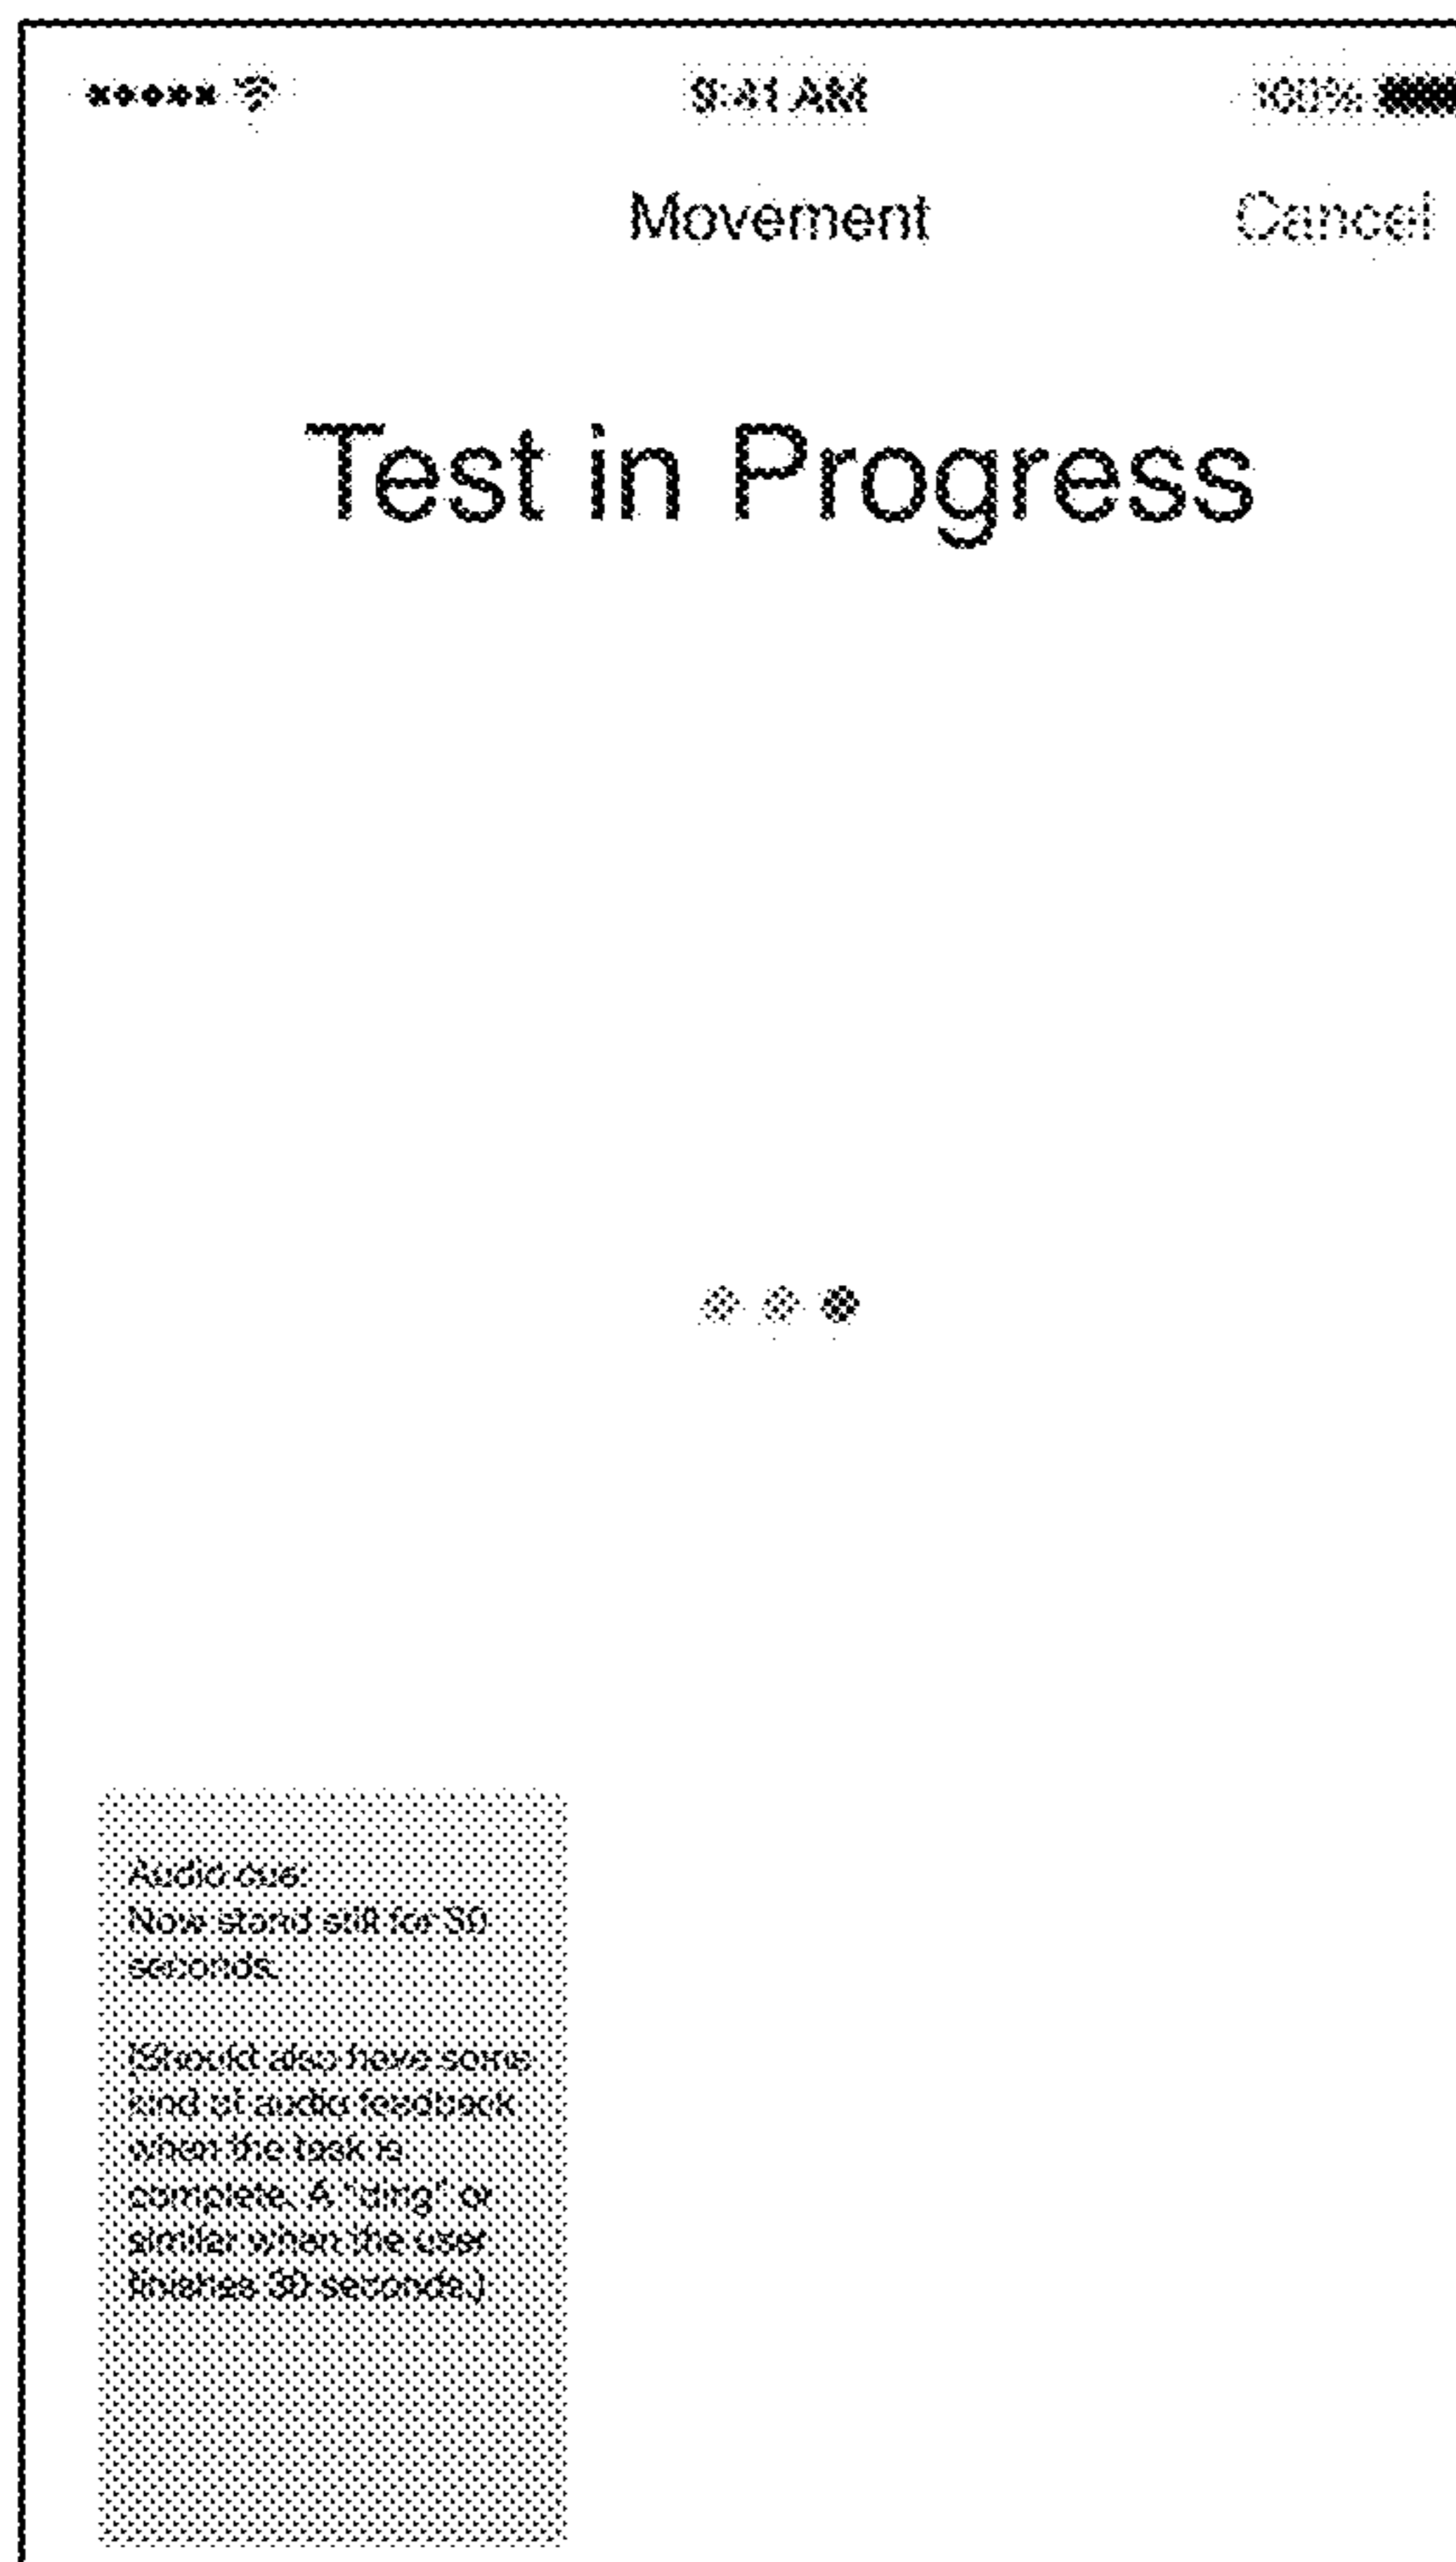 9:41 AM 100%
Movement Cancel
Test in Progress
Audio cue:
Now stand still for 30
seconds.
(Should also have some
kind of audio feedback
when the task is
complete. A "ding" or
similar when the user
finishes 30 seconds.)